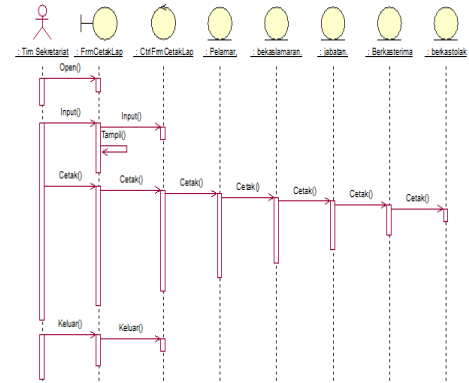 : Tim Sekretariat
: FrmCetakLap
: CtrlFrmCetakLap
: Pelamar,
: bekaslamaran.
: jabatan.
: Berkasterima
: berkastolak
Open()
Input()
Input()
Tampil()
Cetak()
Cetak()
Cetak()
Cetak()
Cetak()
Cetak()
Cetak()
Keluar()
Keluar()